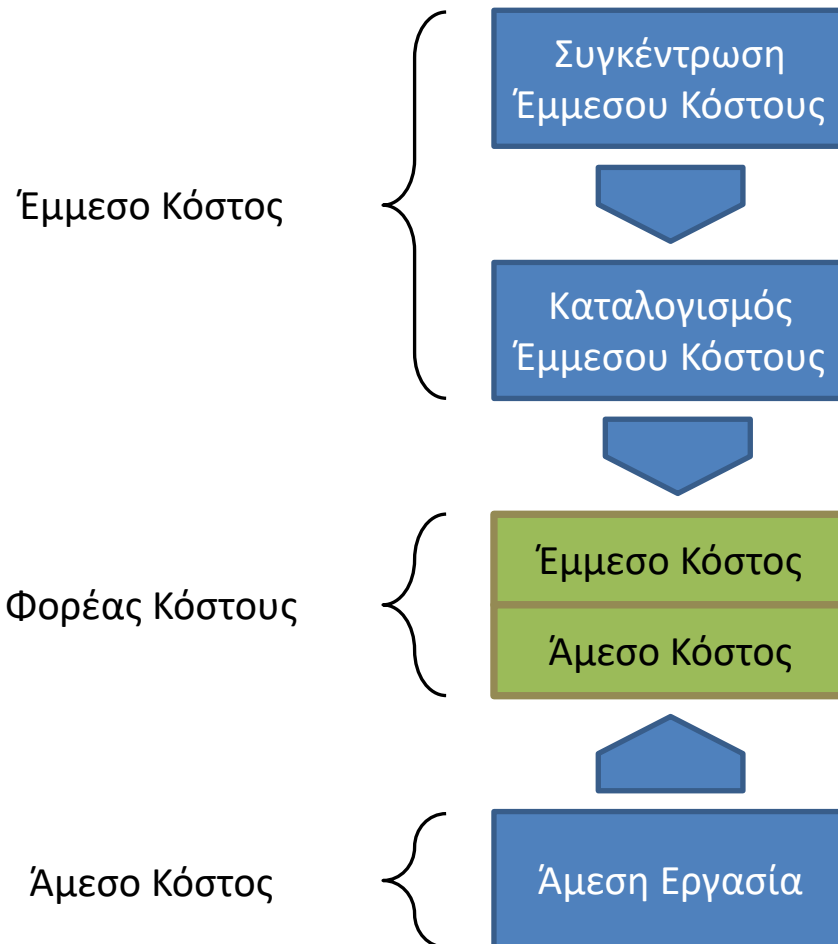 Συγκέντρωση
Έμμεσου Κόστους
Έμμεσο Κόστος
Καταλογισμός
Έμμεσου Κόστους
Έμμεσο Κόστος
Φορέας Κόστους
Άμεσο Κόστος
Άμεσο Κόστος
Άμεση Εργασία